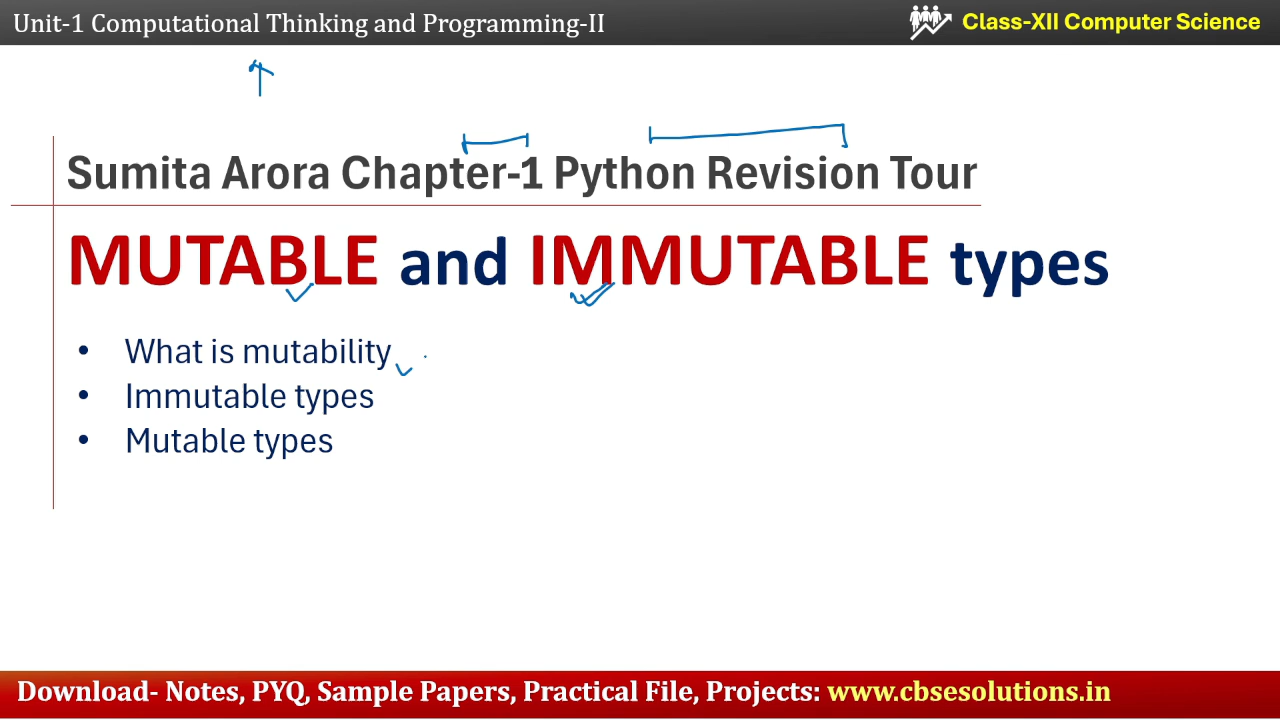 Unit-1 Computational Thinking and Programming-II
Class-XII Computer Science
Sumita Arora Chapter-1 Python Revision Tour
MUTABLE and IMMUTABLE types
• What is mutability
• Immutable types
• Mutable types
Download- Notes, PYQ, Sample Papers, Practical File, Projects: www.cbsesolutions.in